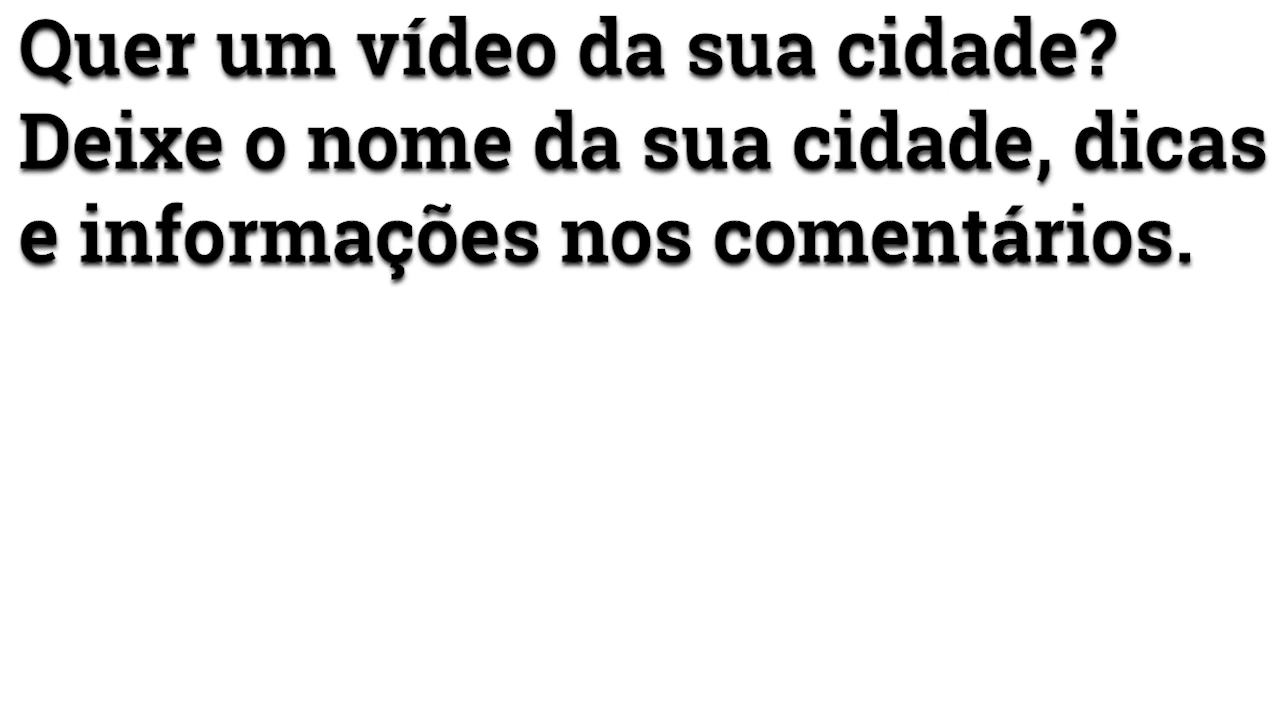 Quer um vídeo da sua cidade?
Deixe o nome da sua cidade, dicas
e informações nos comentários.